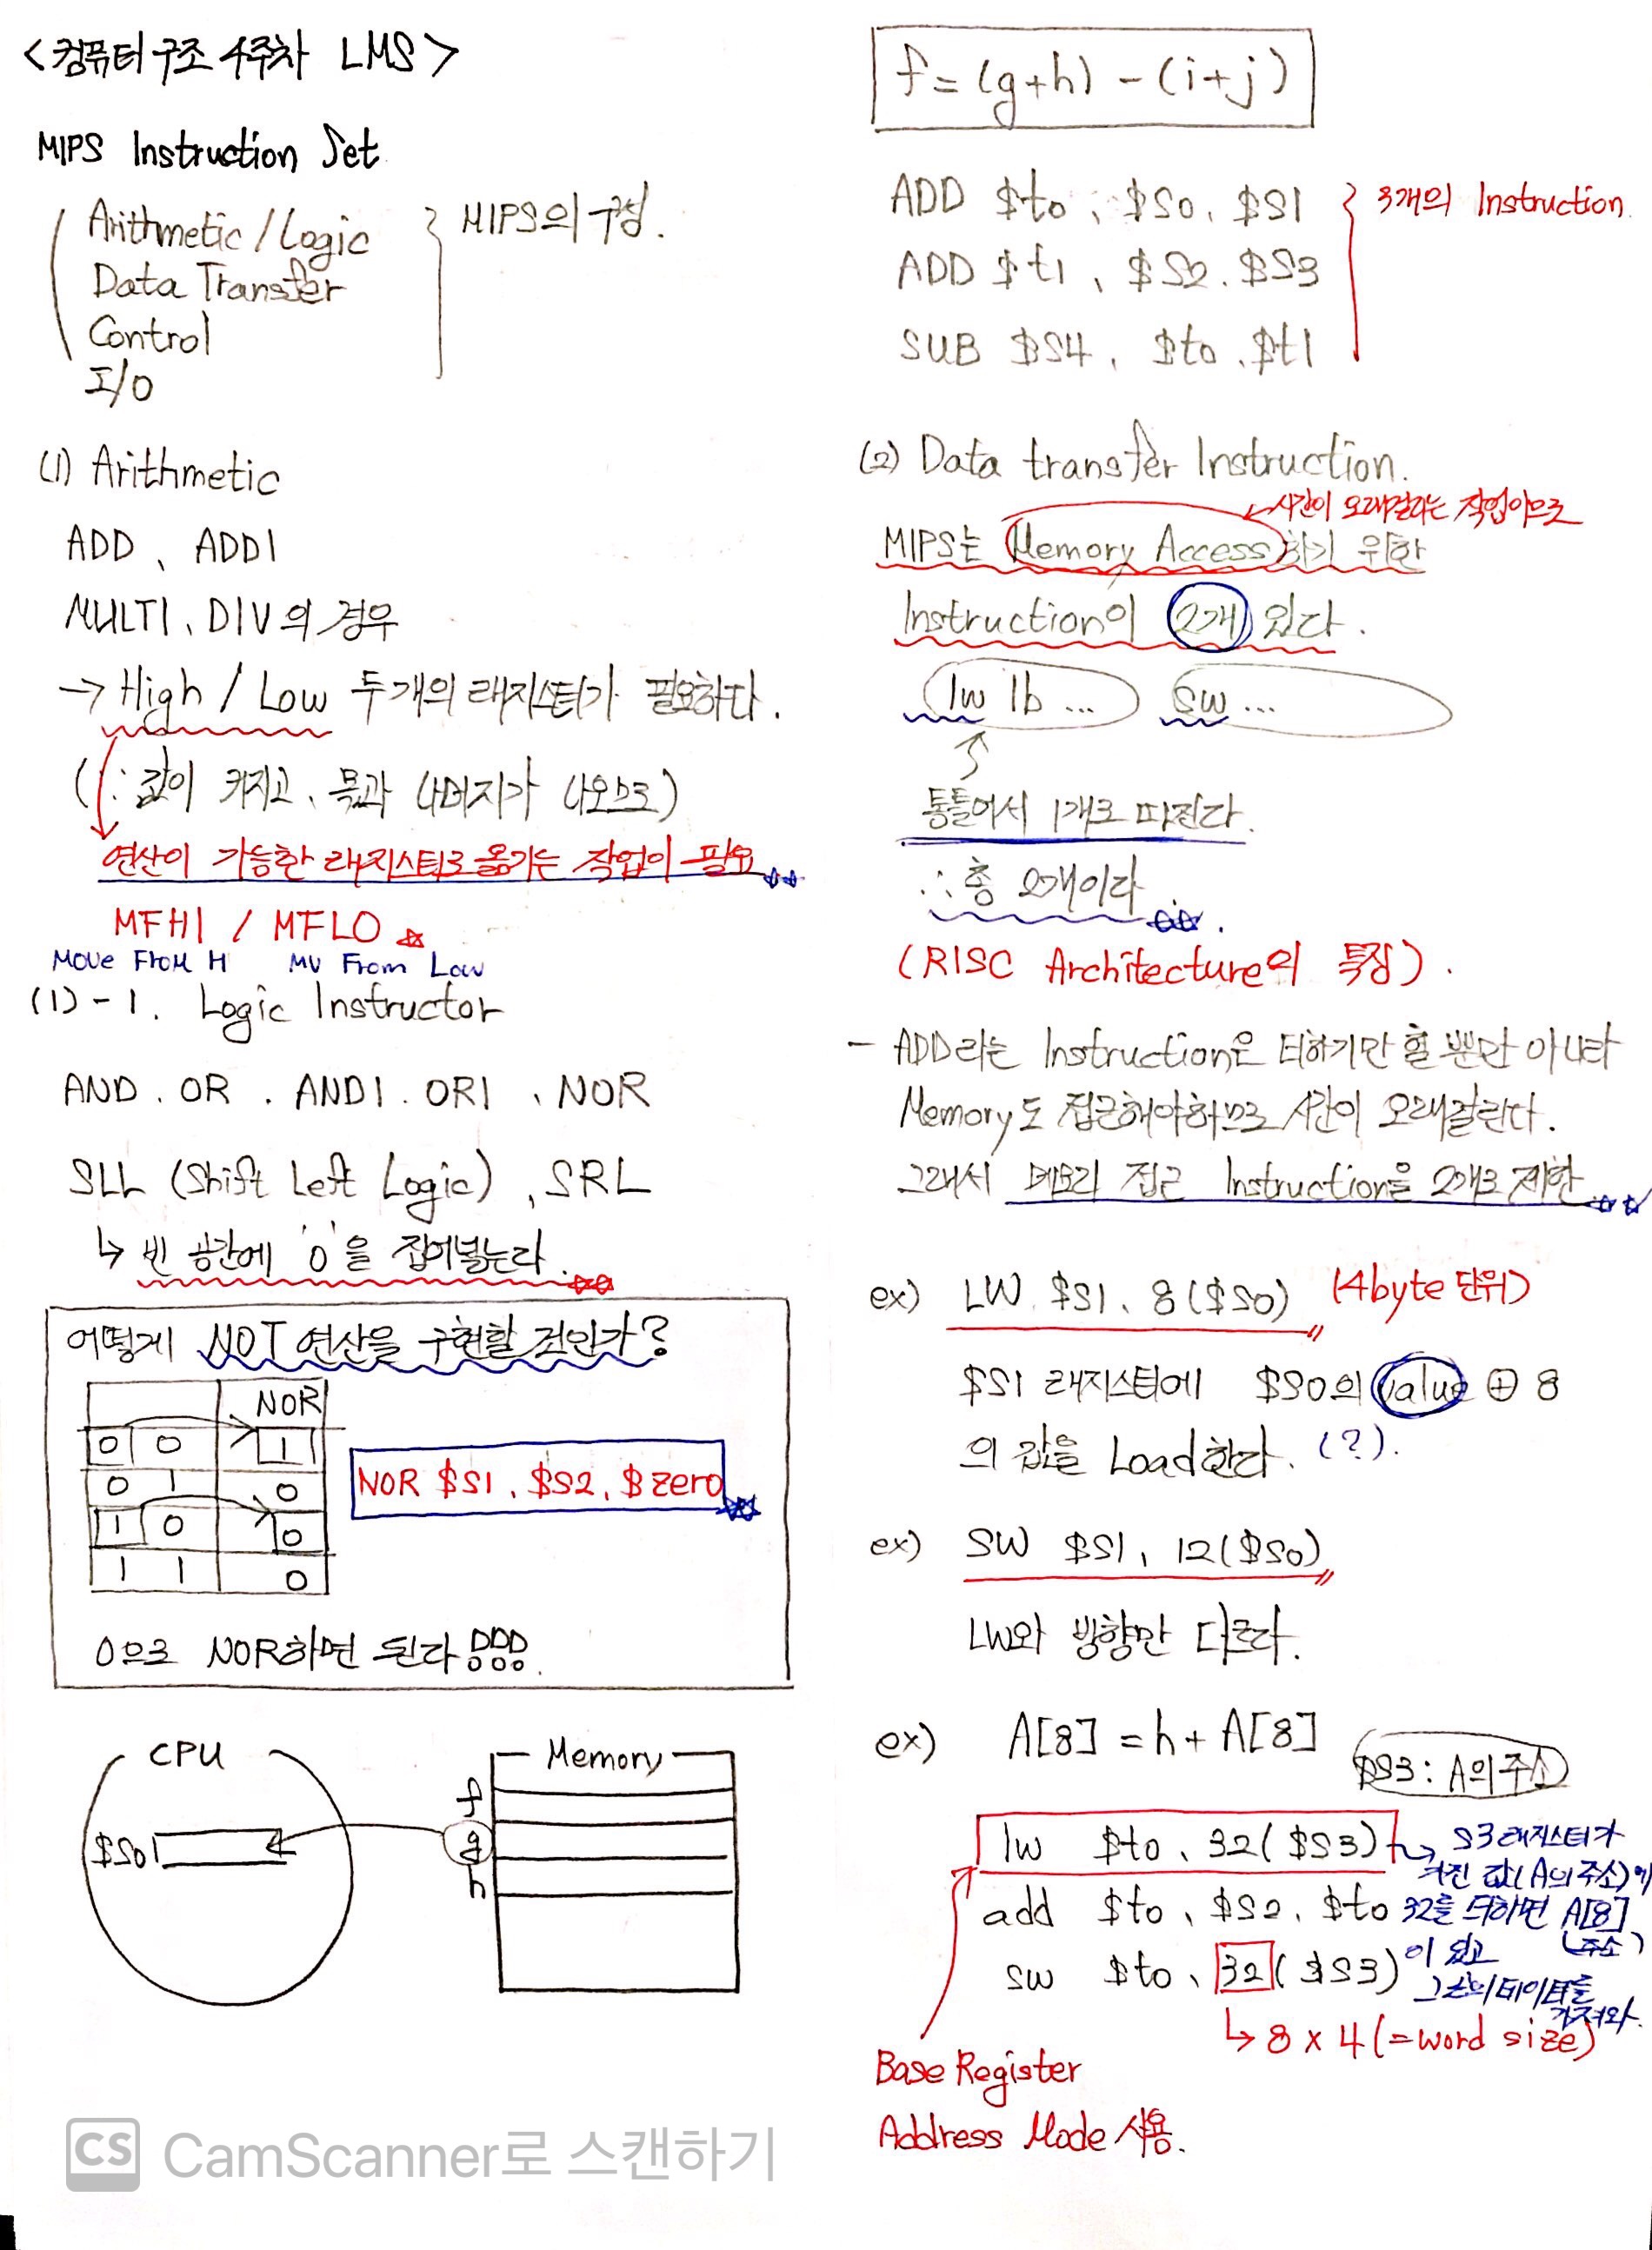 <컴퓨터구조 4주차 LMS>
MIPS Instruction Set
Arithmetic / Logic
Data Transfer
Control
I/O
MIPS의 구성.
(1) Arithmetic
ADD, ADDI
MULTI, DIV의 경우
→ High / Low 두개의 래지스터가 필요하다.
(∵ 값이 커지고, 몫과 나머지가 나오므로)
연산이 가능한 래지스터로 옮기는 작업이 필요
MFHI / MFLO
Move From H MV From Low
(1)-1. Logic Instructor
AND. OR. ANDI. ORI, NOR
SLL (Shift Left Logic), SRL
↳ 빈 공간에 '0'을 집어넣는다.
어떻게 NOT 연산을 구현할 것인가?
NOR
0 0 1
0 1 0
1 0 0
1 1 0
NOR $S1, $S2, $zero
0으로 NOR하면 된다!!!
CPU
$S0
Memory
f
g
h
f = (g+h) - (i+j)
ADD $t0, $S0, $S1
ADD $t1, $S2. $S3
SUB $S4, $t0, $t1
3개의 Instruction.
(2) Data transfer Instruction.
시간이 오래걸리는 작업이므로
MIPS는 Memory Access하기 위한
Instruction이 2개 있다.
lw lb ... sw ...
통틀어서 1개로 따진다.
∴ 총 2개이다.
(RISC Architecture의 특징).
- ADD라는 Instruction은 더하기만 할 뿐만 아니라
Memory도 접근해야하므로 시간이 오래걸린다.
그래서 메모리 접근 Instruction을 2개로 제한
ex) LW $S1, 8($S0) (4byte 단위)
$S1 래지스터에 $S0의 value ⊕ 8
의 값을 Load한다. (?).
ex) SW $S1, 12($S0)
LW와 방향만 다르다.
ex) A[8] = h + A[8]
$S3: A의 주소
lw $t0, 32($S3)
add $t0, $S2, $t0
sw $t0, 32($S3)
S3 래지스터가
가진 값(A의 주소)에
32를 더하면 A[8]
(주소)
이 되고
그 안의 데이터를
가져와.
↳ 8 x 4 (=word size)
Base Register
Address Mode 사용.
CS CamScanner로 스캔하기